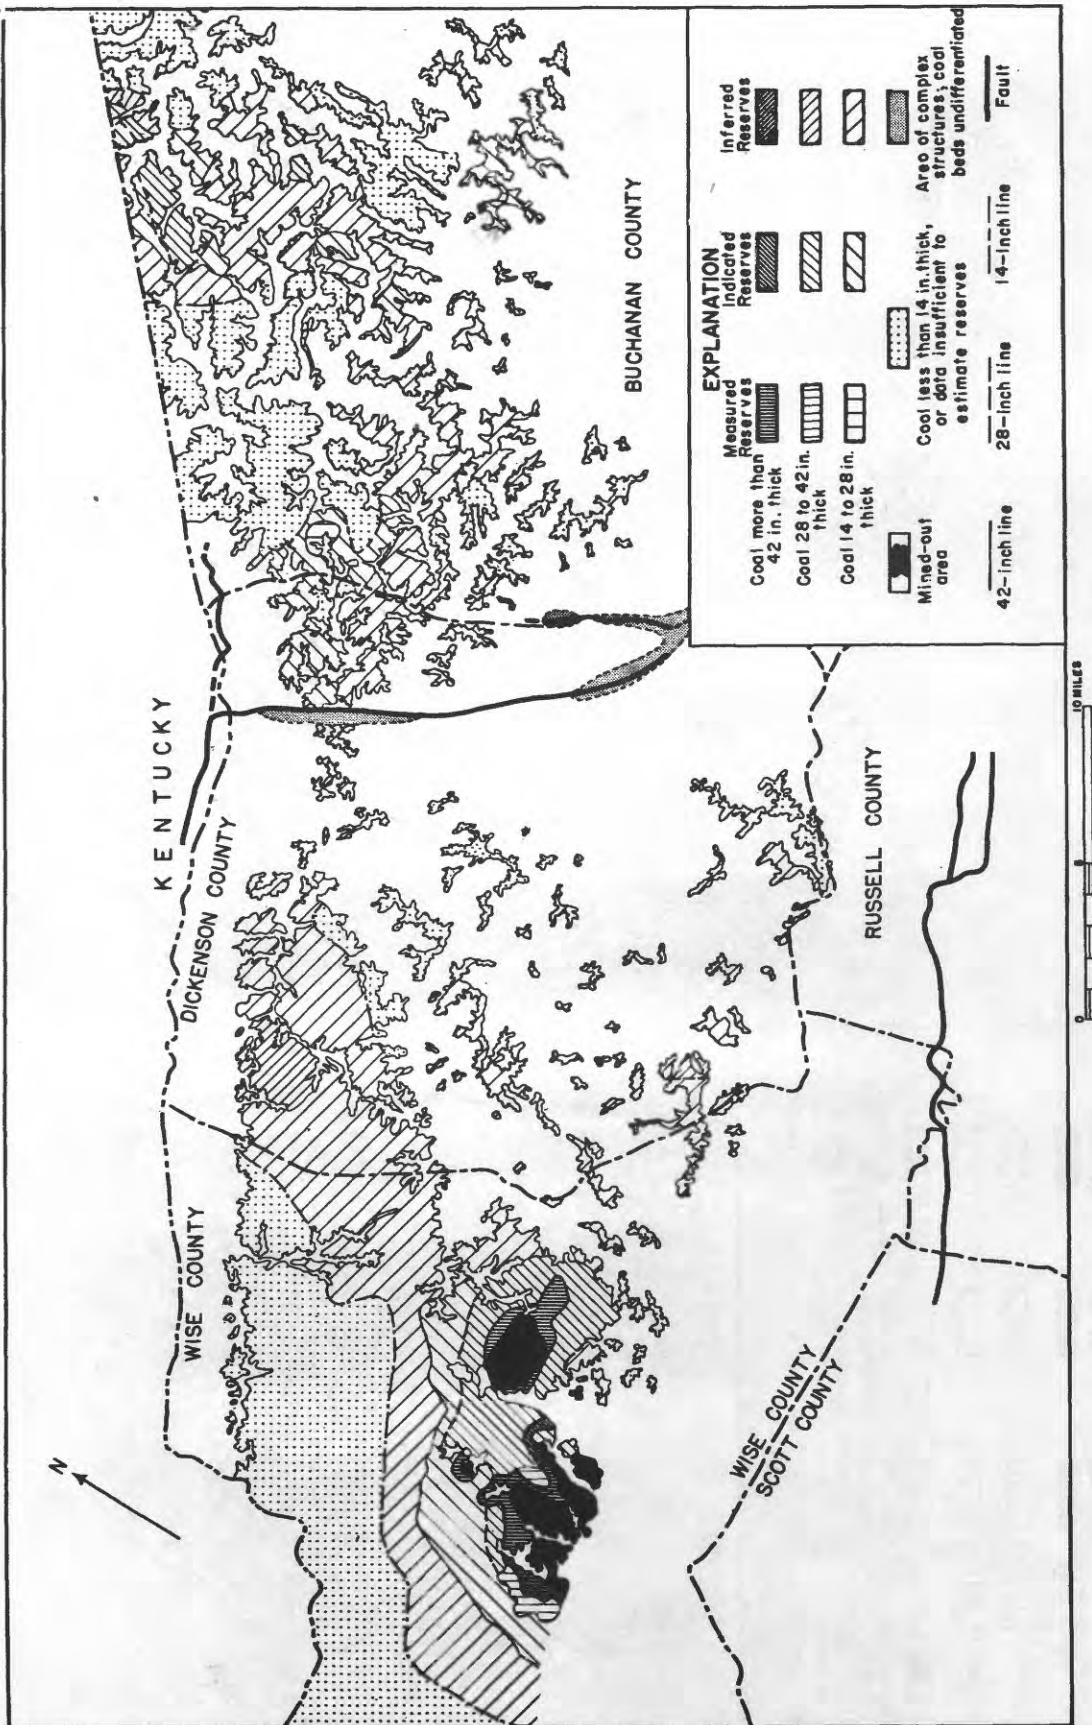 KENTUCKY
DICKENSON COUNTY
WISE COUNTY
BUCHANAN COUNTY
RUSSELL COUNTY
WISE COUNTY
SCOTT COUNTY
N
EXPLANATION
Measured
Reserves
Indicated
Reserves
Inferred
Reserves
Coal more than
42 in. thick
Coal 28 to 42 in.
thick
Coal 14 to 28 in.
thick
Mined-out
area
Coal less than 14 in. thick,
or data insufficient to
estimate reserves
Area of complex
structures; coal
beds undifferentiated
42-inch line
28-inch line
14-inch line
Fault
0
10 MILES